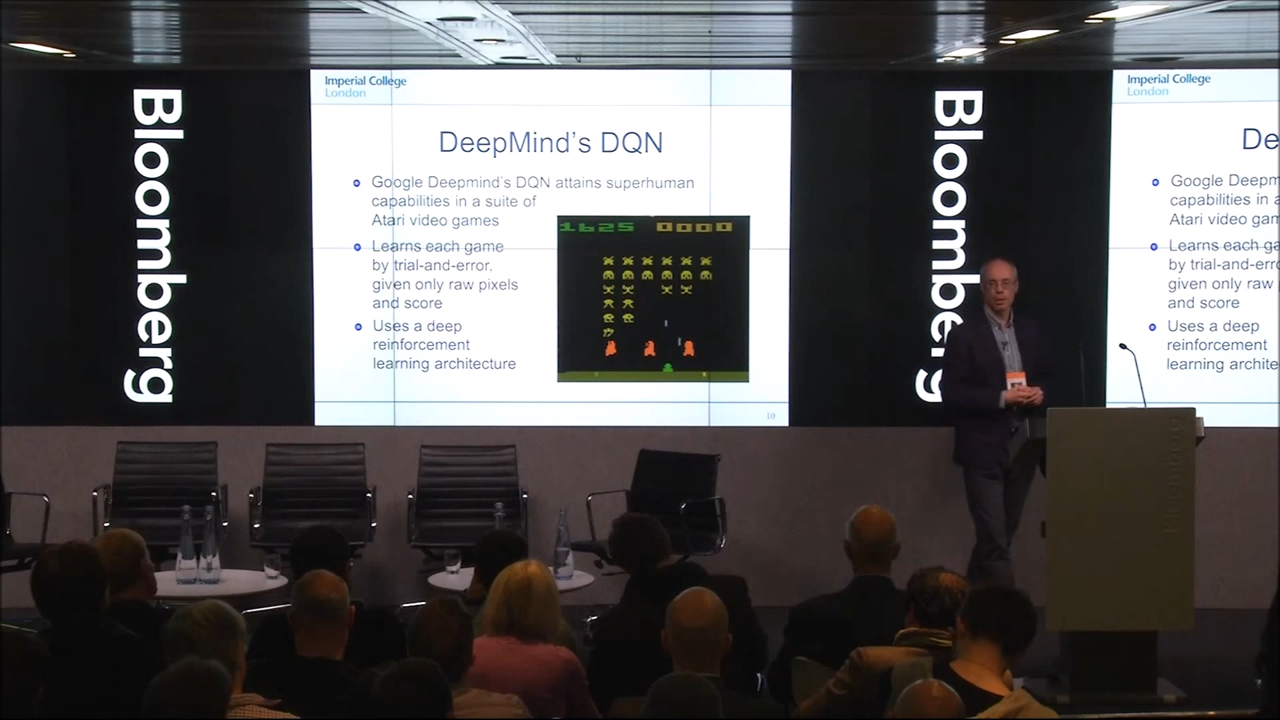 Bloomberg
Imperial College
London
DeepMind's DQN
Google Deepmind's DQN attains superhuman
capabilities in a suite of
Atari video games
Learns each game
by trial-and-error,
given only raw pixels
and score
Uses a deep
reinforcement
learning architecture
1625 0000
10
Bloomberg
Imperial College
London
De
Google Deepm
capabilities in a
Atari video gam
Learns each ga
by trial-and-erro
given only raw
and score
Uses a deep
reinforcement
learning archite
Bloomberg